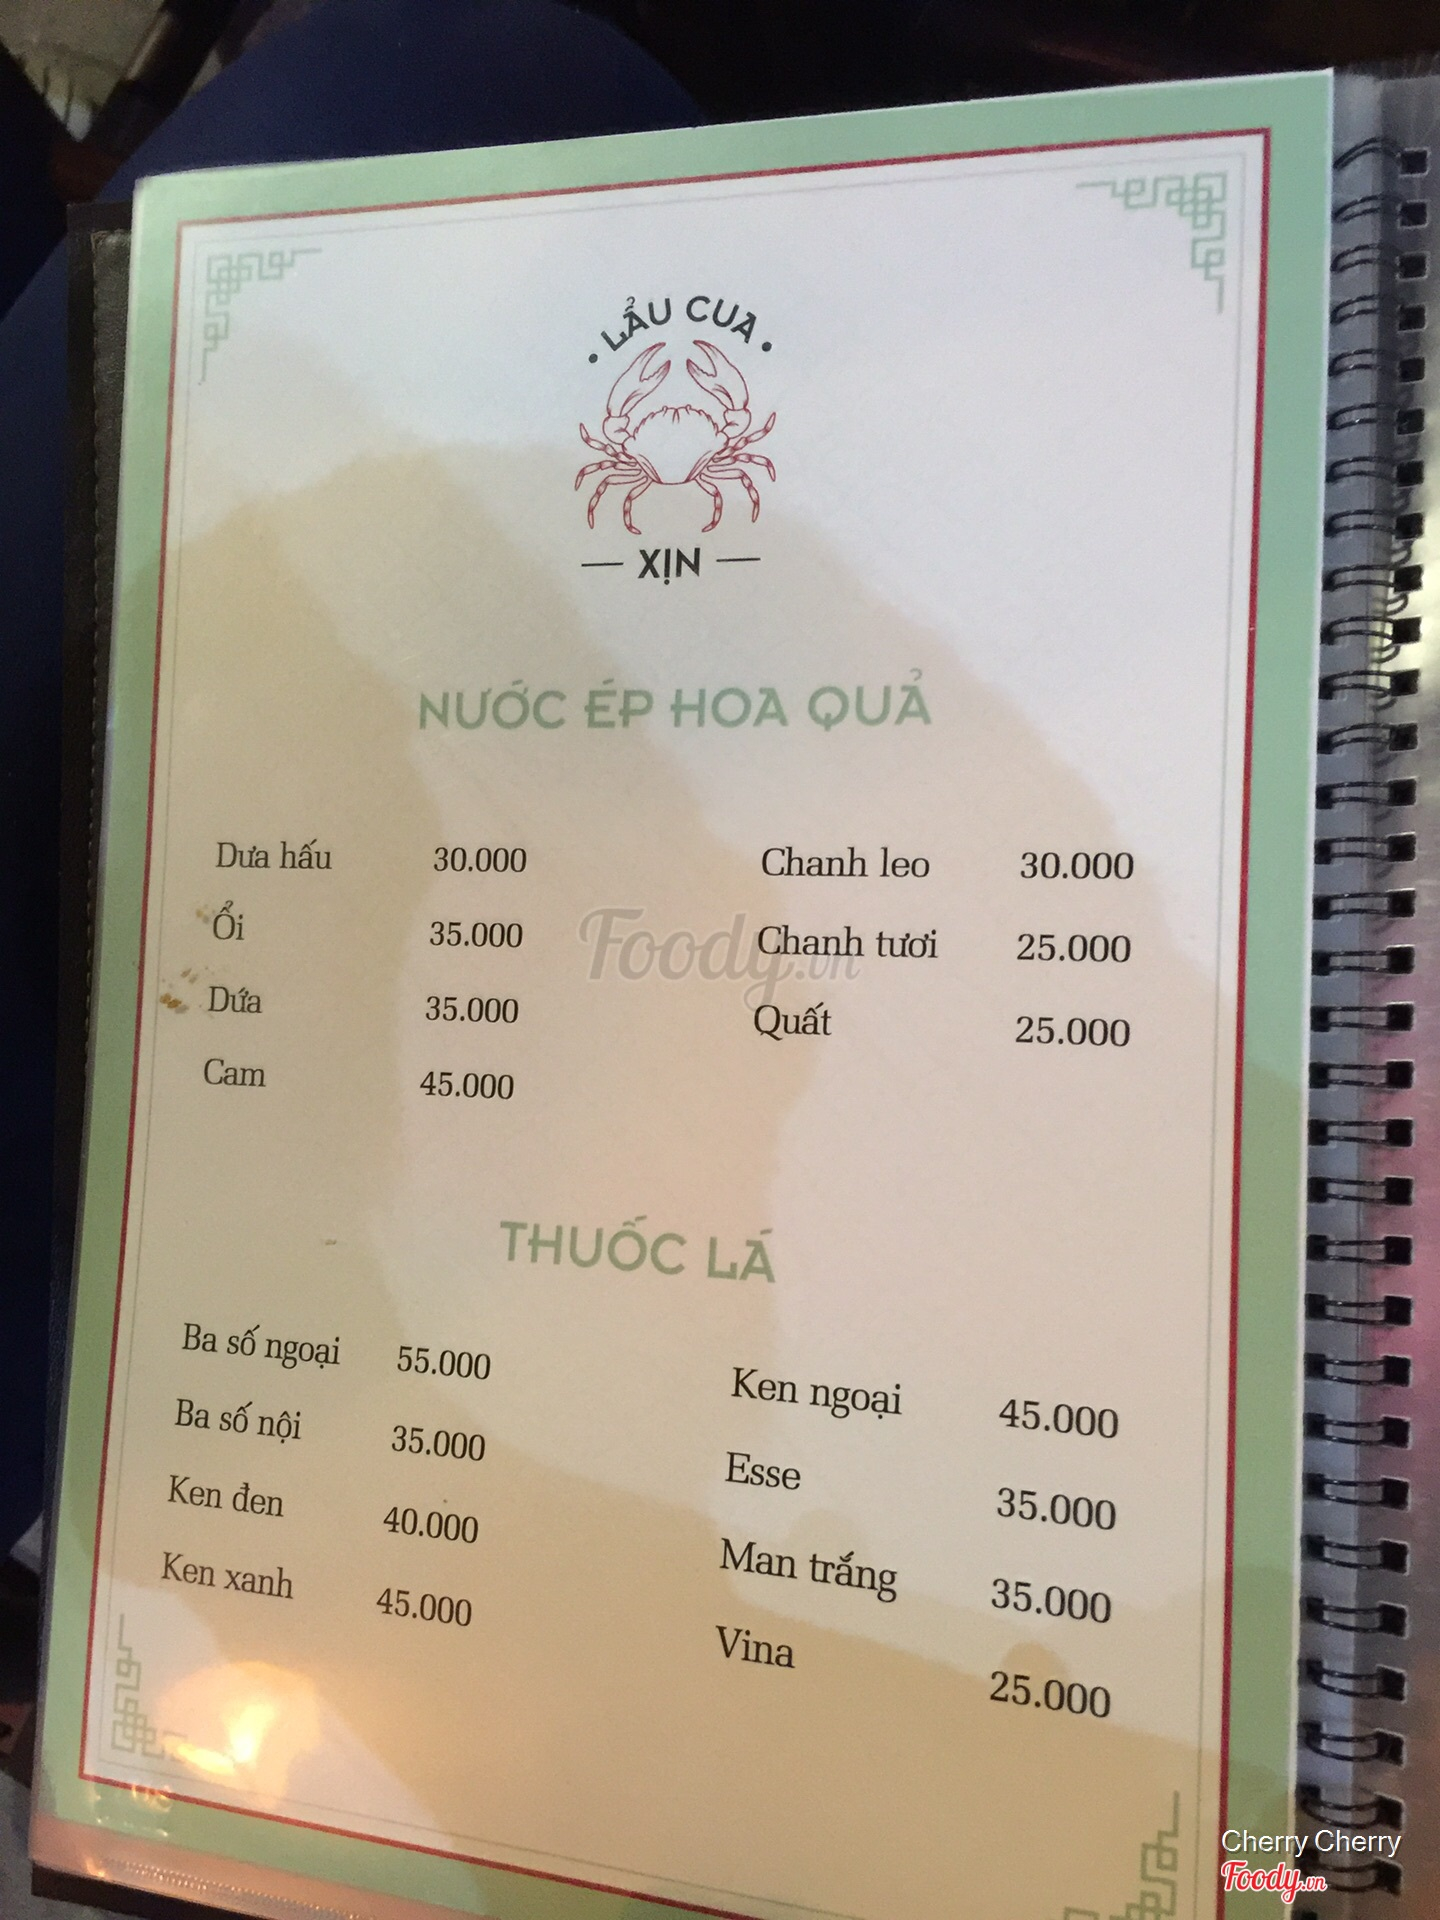 LẨU CUA
XỊN
NƯỚC ÉP HOA QUẢ
Dưa hấu 30.000
Ổi 35.000
Dứa 35.000
Cam 45.000
Chanh leo 30.000
Chanh tươi 25.000
Quất 25.000
Foody.vn
THUỐC LÁ
Ba số ngoại 55.000
Ba số nội 35.000
Ken đen 40.000
Ken xanh 45.000
Ken ngoại 45.000
Esse 35.000
Man trắng 35.000
Vina 25.000
Cherry Cherry
Foody.vn